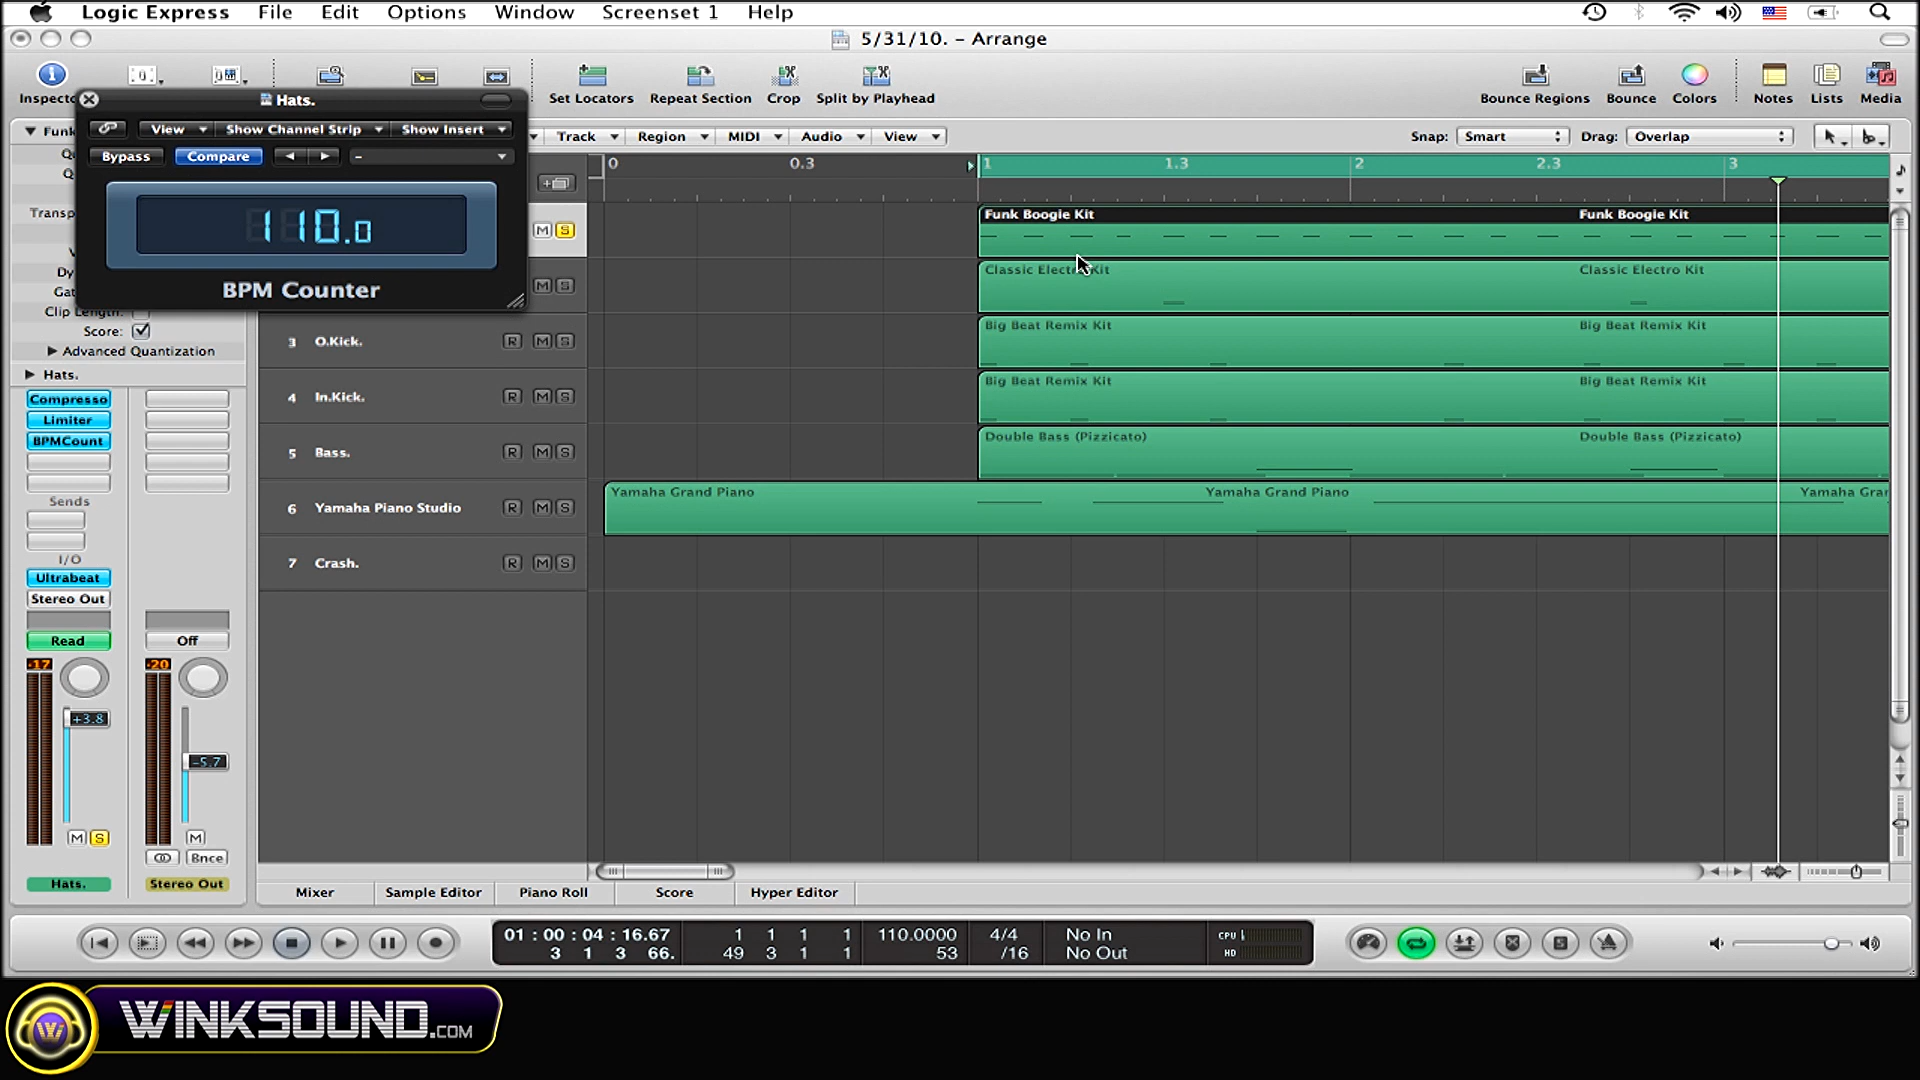 Logic Express File Edit Options Window Screenset 1 Help
5/31/10. - Arrange
Set Locators Repeat Section Crop Split by Playhead Bounce Regions Bounce Colors Notes Lists Media
Hats.
View Show Channel Strip Show Insert
Bypass Compare -
110.0
BPM Counter
Track Region MIDI Audio View Snap: Smart Drag: Overlap
0 0.3 1 1.3 2 2.3 3
M S Funk Boogie Kit Funk Boogie Kit
M S Classic Electro Kit Classic Electro Kit
Clip Length:
Score:
Advanced Quantization
Hats.
3 O.Kick. R M S Big Beat Remix Kit Big Beat Remix Kit
4 In.Kick. R M S Big Beat Remix Kit Big Beat Remix Kit
5 Bass. R M S Double Bass (Pizzicato) Double Bass (Pizzicato)
6 Yamaha Piano Studio R M S Yamaha Grand Piano Yamaha Grand Piano Yamaha Gran
7 Crash. R M S
Compresso
Limiter
BPMCount
Sends
I/O
Ultrabeat
Stereo Out
Read Off
-17 -20
+3.8
-5.7
M S M
Bnce
Hats. Stereo Out
Mixer Sample Editor Piano Roll Score Hyper Editor
01 : 00 : 04 : 16.67 1 1 1 1 110.0000 4/4 No In CPU
3 1 3 66. 49 3 1 1 53 /16 No Out HD
W WINKSOUND.COM